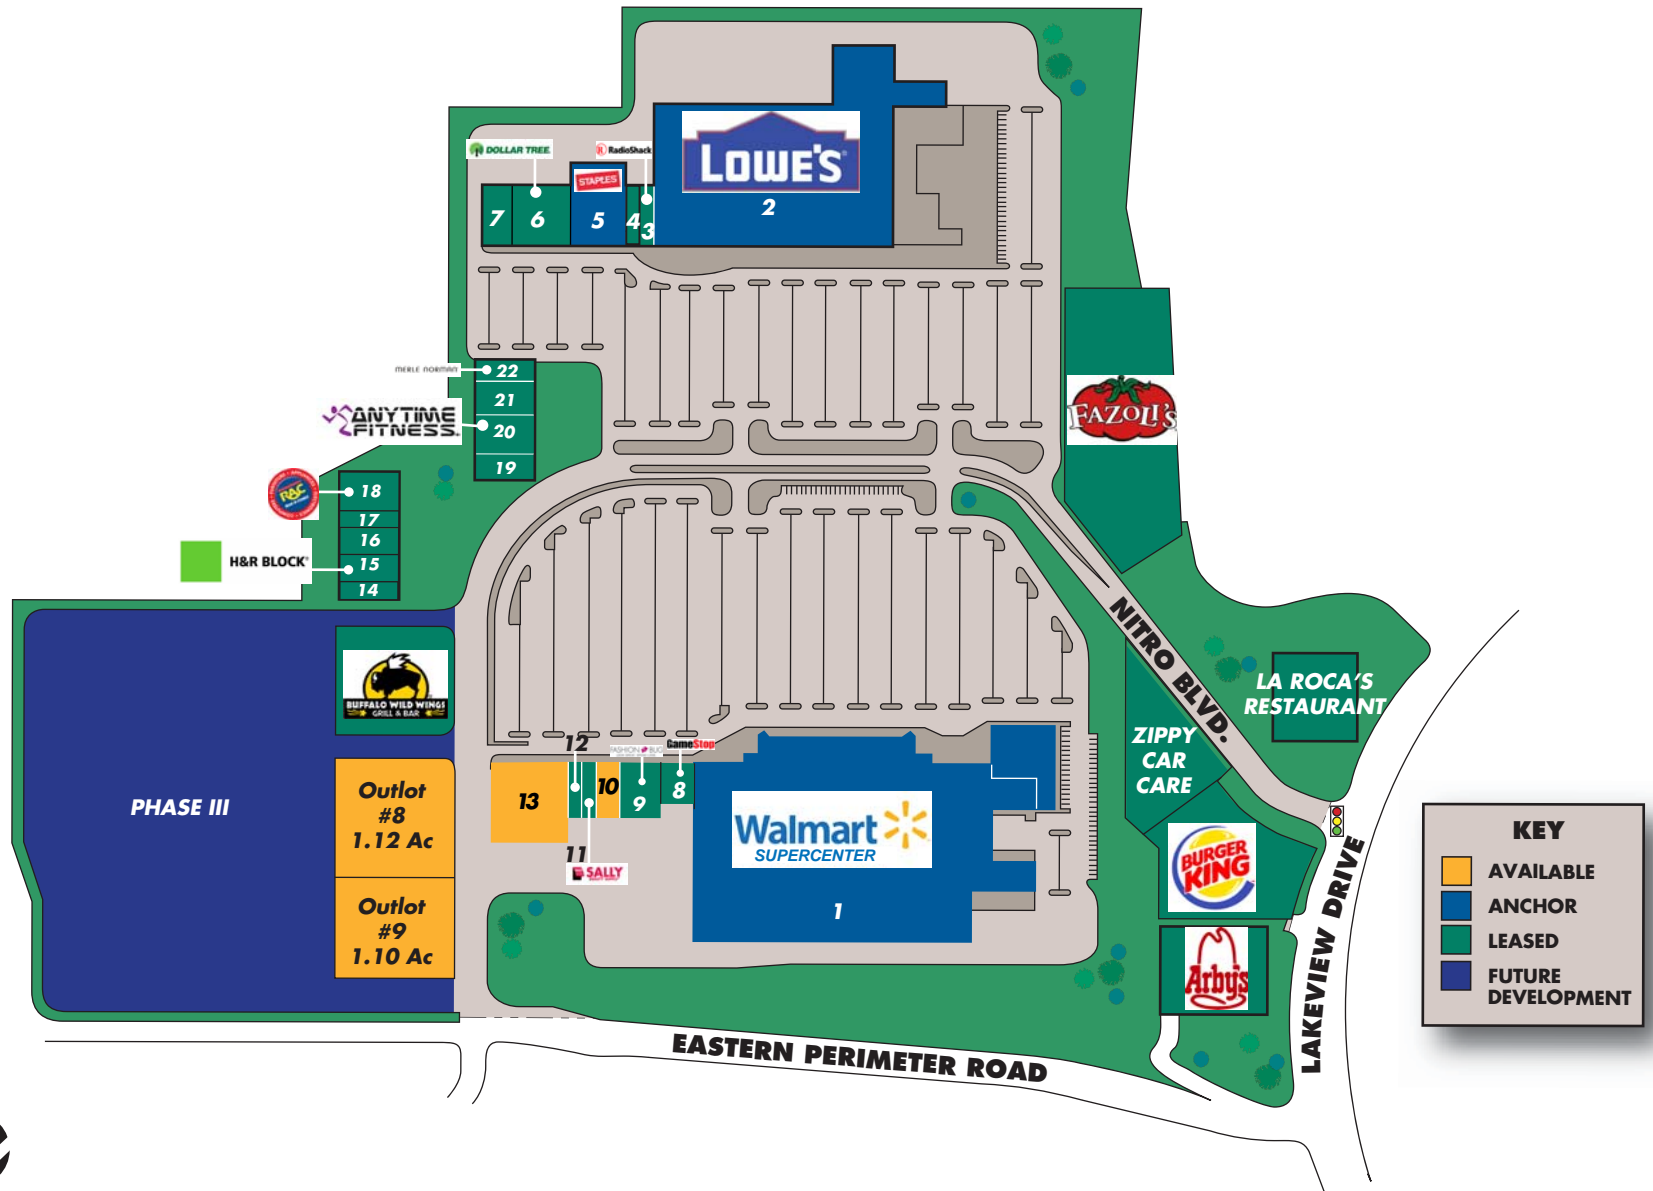 DOLLAR TREE
RadioShack
STAPLES
LOWE'S
7
6
5
4
3
2
MERLE NORMAN
22
21
ANYTIME
FITNESS
20
19
FAZOLI'S
RAC
18
17
16
H&R BLOCK
15
14
NITRO BLVD.
BUFFALO WILD WINGS
GRILL & BAR
LA ROCA'S
RESTAURANT
ZIPPY
CAR
CARE
PHASE III
Outlot
#8
1.12 Ac
Outlot
#9
1.10 Ac
12
FASHION BUG
GameStop
13
10
9
8
11
SALLY
Walmart
SUPERCENTER
1
BURGER
KING
Arby's
LAKEVIEW DRIVE
EASTERN PERIMETER ROAD
KEY
AVAILABLE
ANCHOR
LEASED
FUTURE
DEVELOPMENT